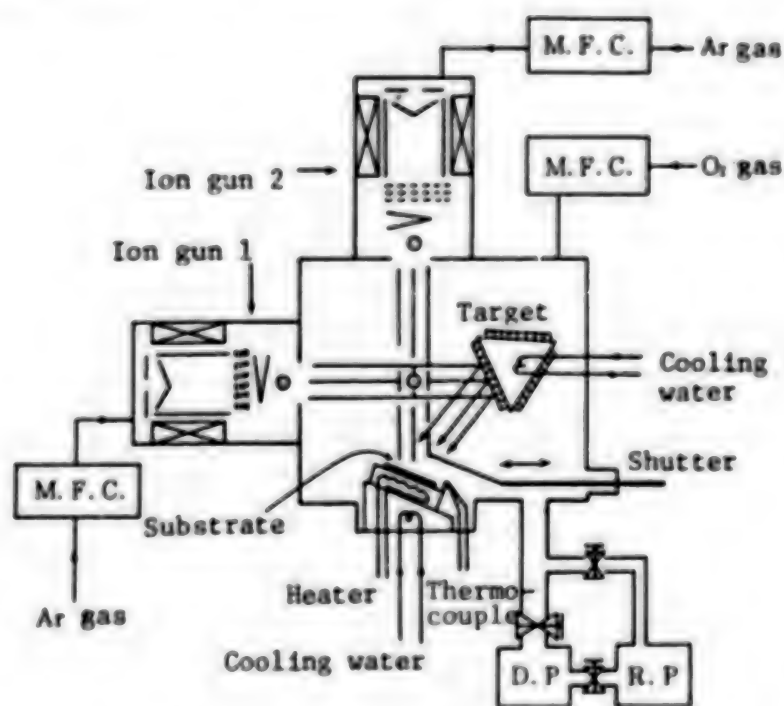 M. F. C.
Ar gas
M. F. C.
O₂ gas
Ion gun 2
Ion gun 1
Target
Cooling
water
Shutter
M. F. C.
Substrate
Heater
Thermo
couple
Ar gas
Cooling water
D. P
R. P